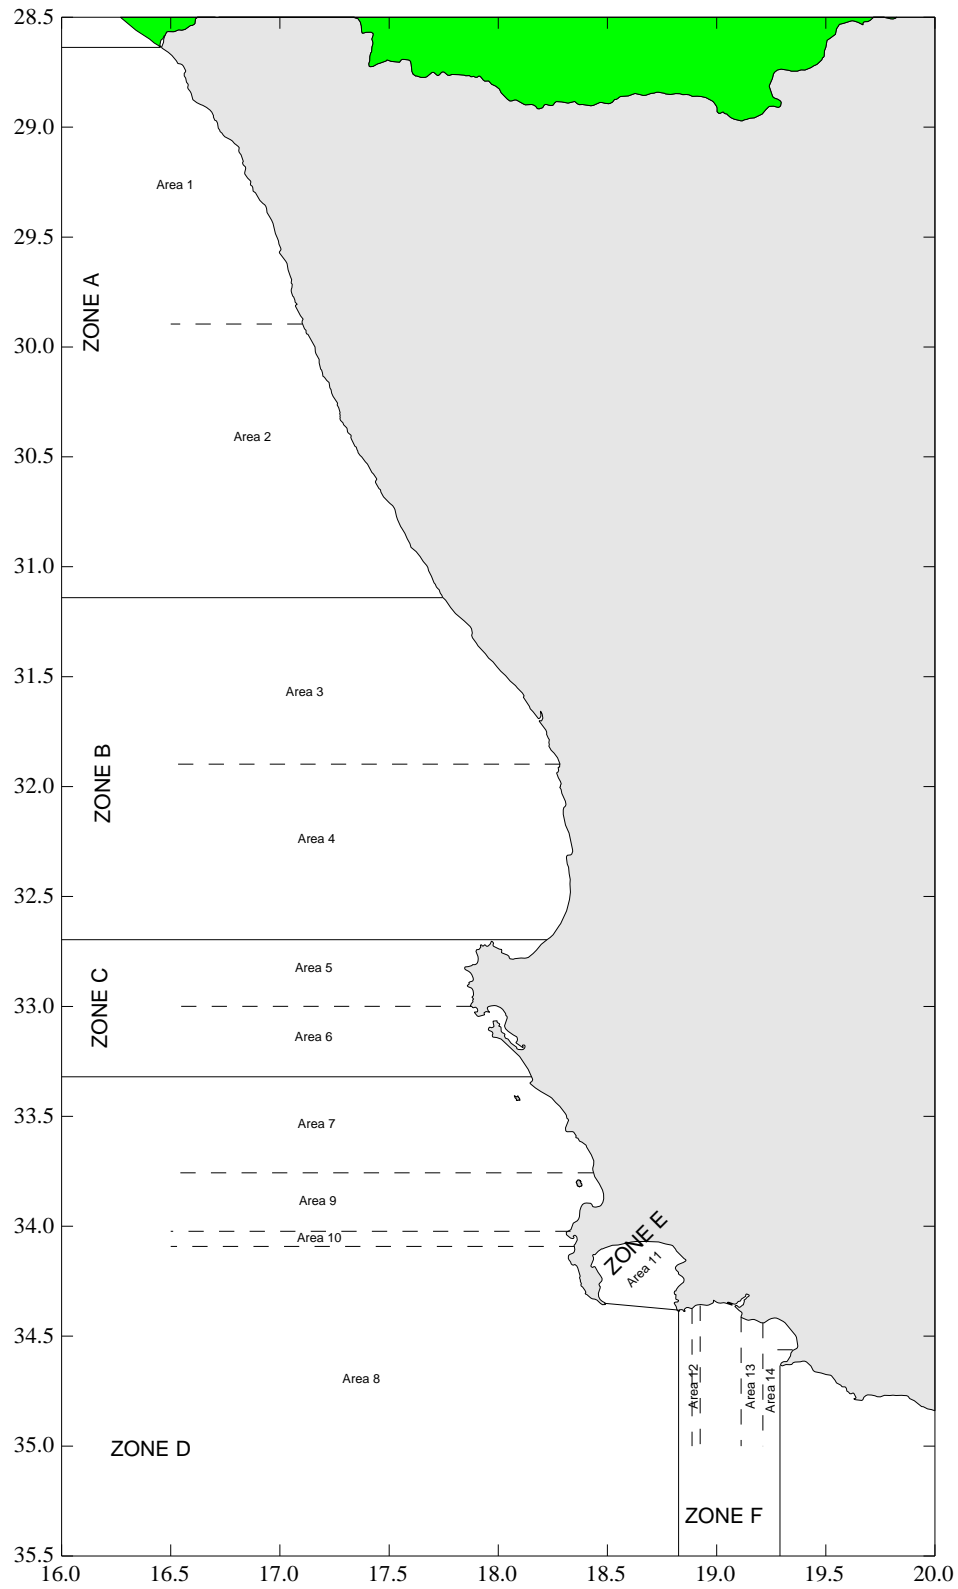 28.5
29.0
Area 1
29.5
ZONE A
30.0
Area 2
30.5
31.0
31.5
Area 3
ZONE B
32.0
Area 4
32.5
Area 5
ZONE C
33.0
Area 6
33.5
Area 7
Area 9
34.0
Area 10
ZONE E
Area 11
34.5
Area 8
Area 12
Area 13
Area 14
35.0
ZONE D
ZONE F
35.5
16.0 16.5 17.0 17.5 18.0 18.5 19.0 19.5 20.0